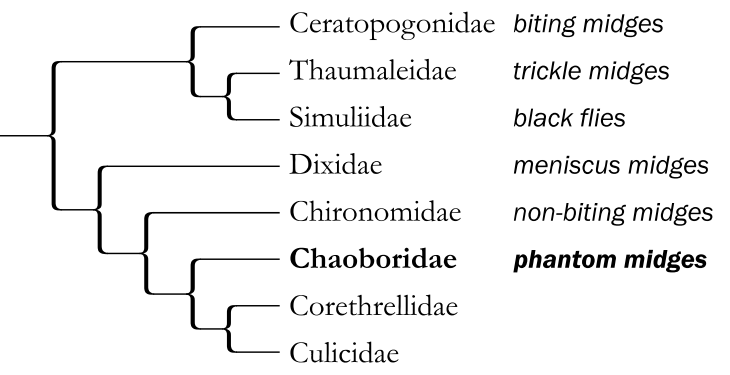 Ceratopogonidae biting midges
Thaumaleidae trickle midges
Simuliidae black flies
Dixidae meniscus midges
Chironomidae non-biting midges
Chaoboridae phantom midges
Corethrellidae
Culicidae